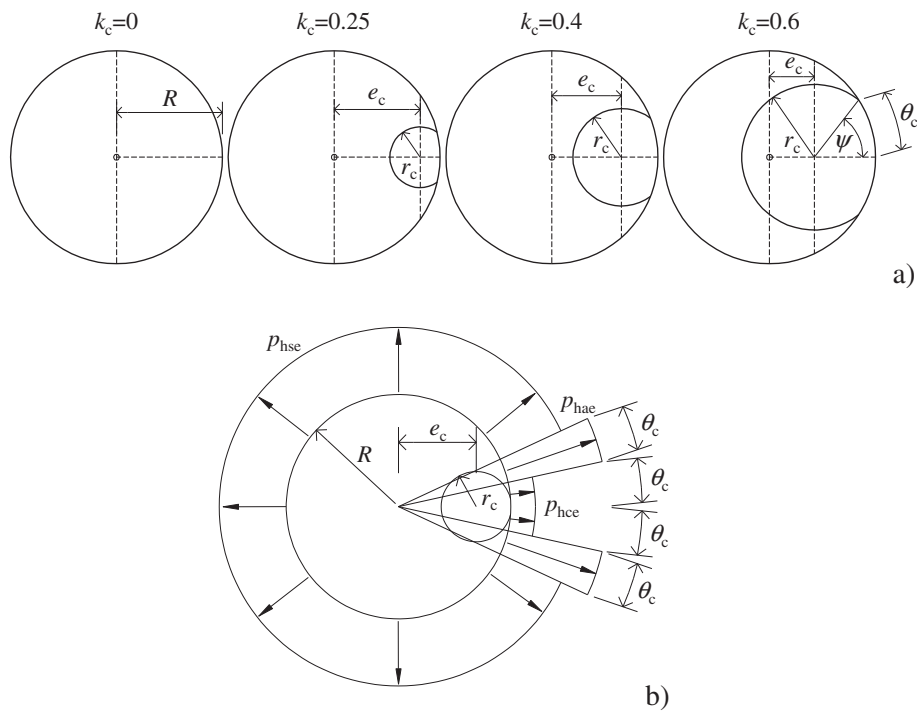 k_c=0
k_c=0.25
k_c=0.4
k_c=0.6
R
e_c
r_c
e_c
r_c
e_c
r_c
ψ
θ_c
a)
p_hse
p_hae
e_c
R
r_c
p_hce
θ_c
θ_c
θ_c
θ_c
b)